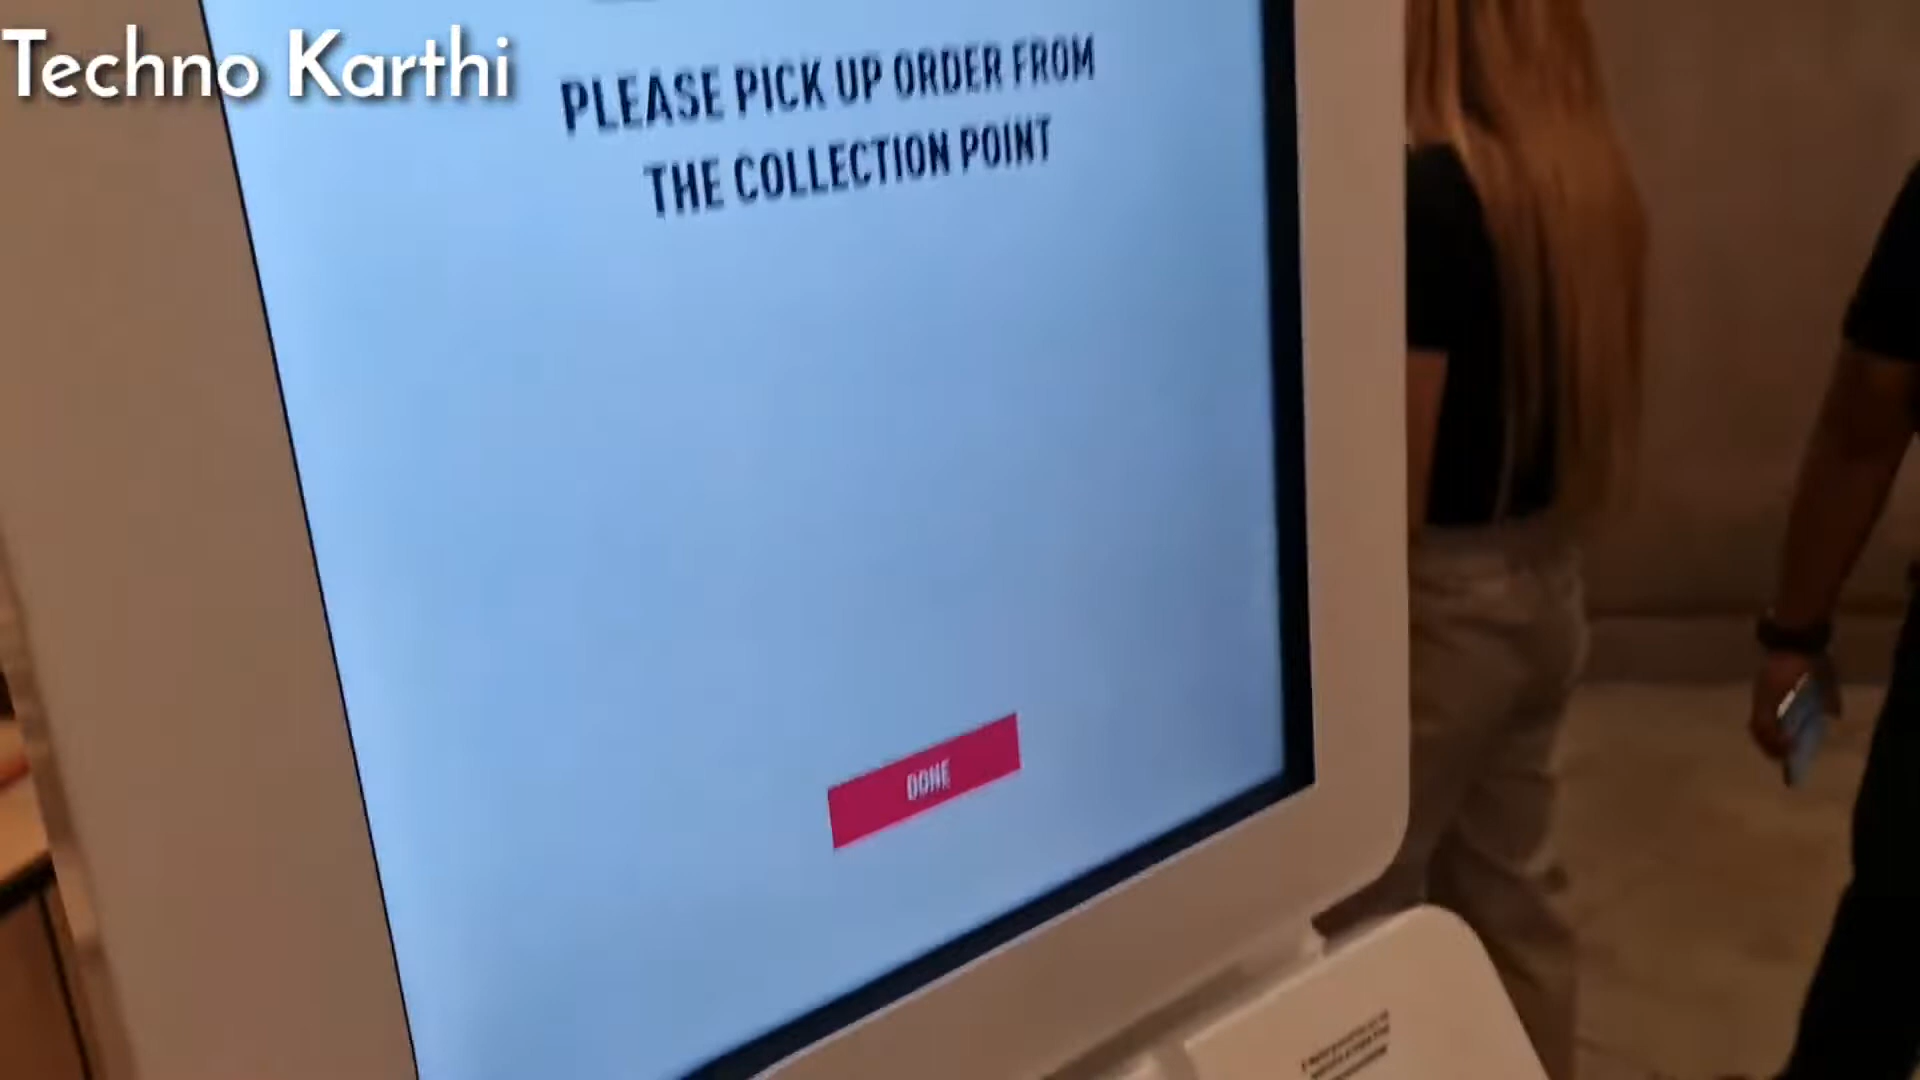 Techno Karthi
PLEASE PICK UP ORDER FROM
THE COLLECTION POINT
DONE